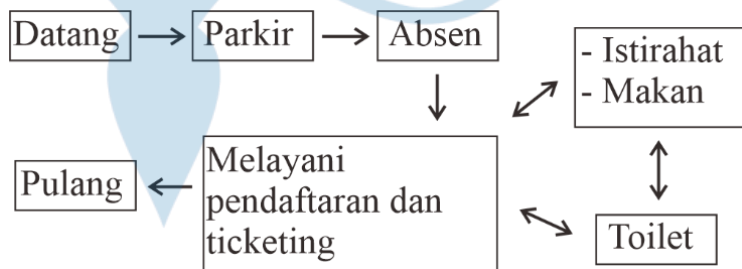 Datang
Parkir
Absen
- Istirahat
- Makan
Melayani
pendaftaran dan
ticketing
Pulang
Toilet